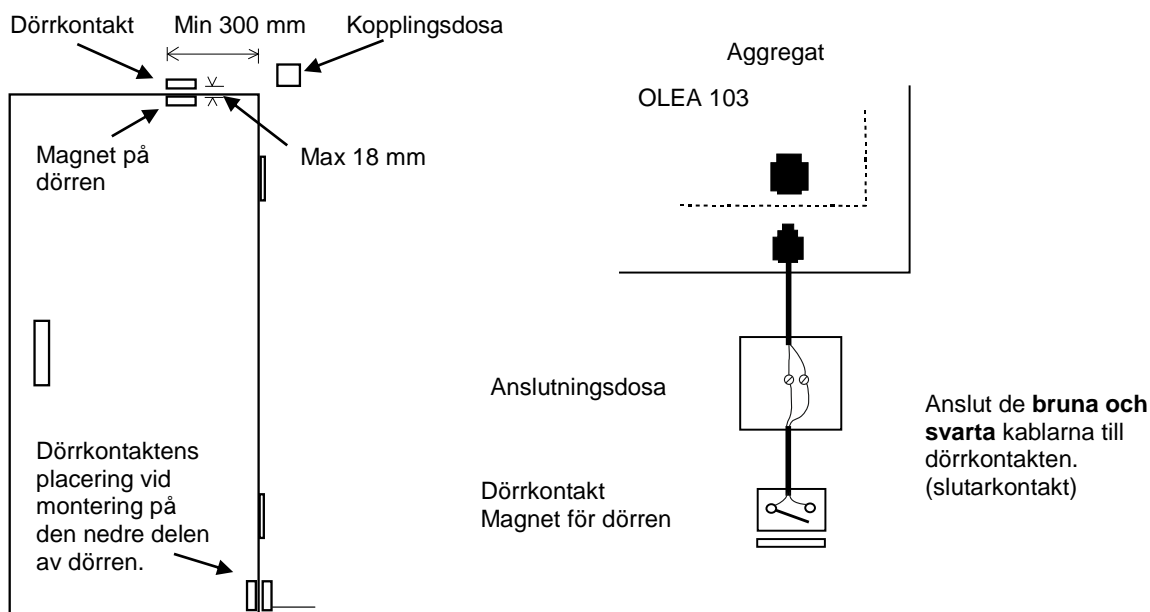 Dörrkontakt
Min 300 mm
Kopplingsdosa
Magnet på
dörren
Max 18 mm
Dörrkontaktens
placering vid
montering på
den nedre delen
av dörren.
Aggregat
OLEA 103
Anslutningsdosa
Dörrkontakt
Magnet för dörren
Anslut de bruna och
svarta kablarna till
dörrkontakten.
(slutarkontakt)